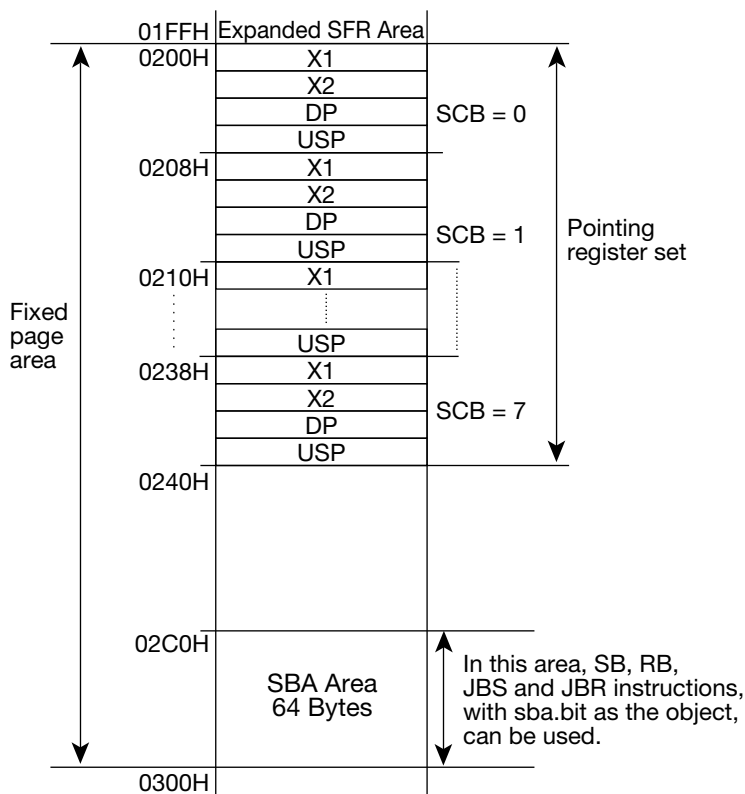 01FFH Expanded SFR Area
0200H X1
X2
DP
USP
SCB = 0
0208H X1
X2
DP
USP
SCB = 1
0210H X1
USP
0238H X1
X2
DP
USP
SCB = 7
0240H
Pointing
register set
Fixed
page
area
02C0H
SBA Area
64 Bytes
In this area, SB, RB,
JBS and JBR instructions,
with sba.bit as the object,
can be used.
0300H